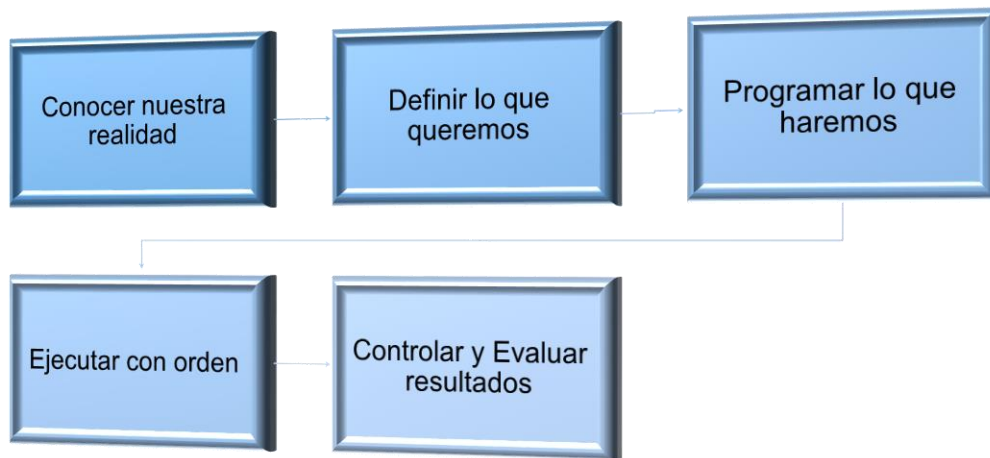 Conocer nuestra
realidad
Definir lo que
queremos
Programar lo que
haremos
Ejecutar con orden
Controlar y Evaluar
resultados